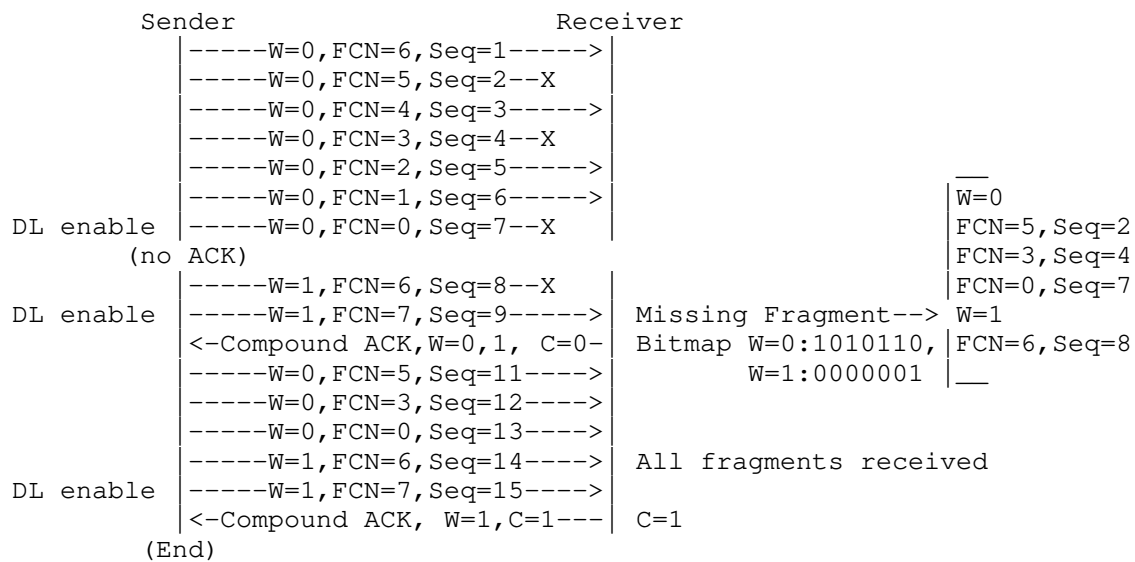 Sender Receiver
|-----W=0,FCN=6,Seq=1----->|
|-----W=0,FCN=5,Seq=2--X |
|-----W=0,FCN=4,Seq=3----->|
|-----W=0,FCN=3,Seq=4--X |
|-----W=0,FCN=2,Seq=5----->| __
|-----W=0,FCN=1,Seq=6----->| |W=0
DL enable |-----W=0,FCN=0,Seq=7--X | |FCN=5,Seq=2
(no ACK) |FCN=3,Seq=4
|-----W=1,FCN=6,Seq=8--X | |FCN=0,Seq=7
DL enable |-----W=1,FCN=7,Seq=9----->| Missing Fragment--> W=1
|<-Compound ACK,W=0,1, C=0-| Bitmap W=0:1010110, |FCN=6,Seq=8
|-----W=0,FCN=5,Seq=11---->| W=1:0000001 |__
|-----W=0,FCN=3,Seq=12---->|
|-----W=0,FCN=0,Seq=13---->|
|-----W=1,FCN=6,Seq=14---->| All fragments received
DL enable |-----W=1,FCN=7,Seq=15---->|
|<-Compound ACK, W=1,C=1---| C=1
(End)